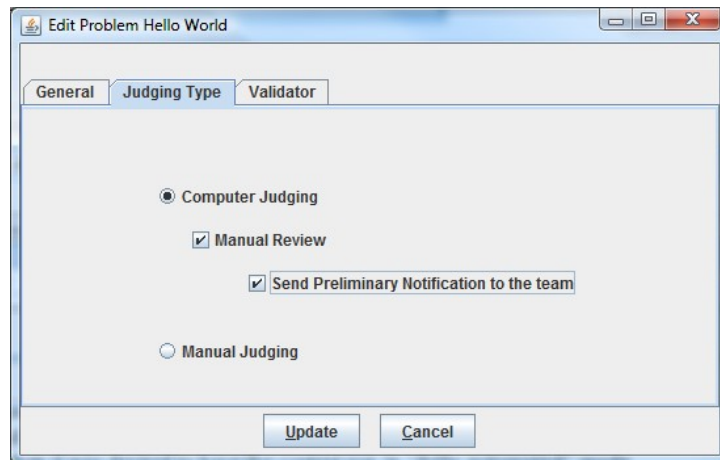 Edit Problem Hello World
General Judging Type Validator
Computer Judging
Manual Review
Send Preliminary Notification to the team
Manual Judging
Update Cancel